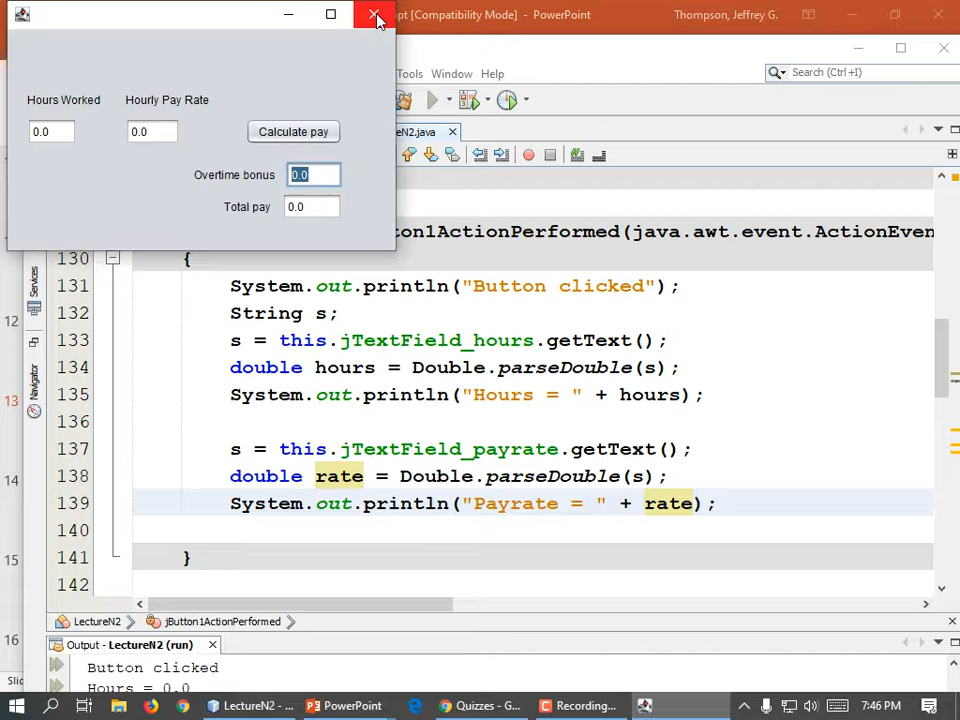 pt [Compatibility Mode] - PowerPoint
Thompson, Jeffrey G.
Tools Window Help
Search (Ctrl+I)
Hours Worked Hourly Pay Rate
0.0 0.0 Calculate pay
Overtime bonus 0.0
Total pay 0.0
eN2.java
ton1ActionPerformed(java.awt.event.ActionEven
130 {
131 System.out.println("Button clicked");
132 String s;
133 s = this.jTextField_hours.getText();
134 double hours = Double.parseDouble(s);
135 System.out.println("Hours = " + hours);
136
137 s = this.jTextField_payrate.getText();
138 double rate = Double.parseDouble(s);
139 System.out.println("Payrate = " + rate);
140
141 }
142
Services
Navigator
12
13
14
15
16
LectureN2 jButton1ActionPerformed
Output - LectureN2 (run)
Button clicked
Hours = 0.0
Slid
LectureN2 - ... PowerPoint Quizzes - G... Recording... 7:46 PM